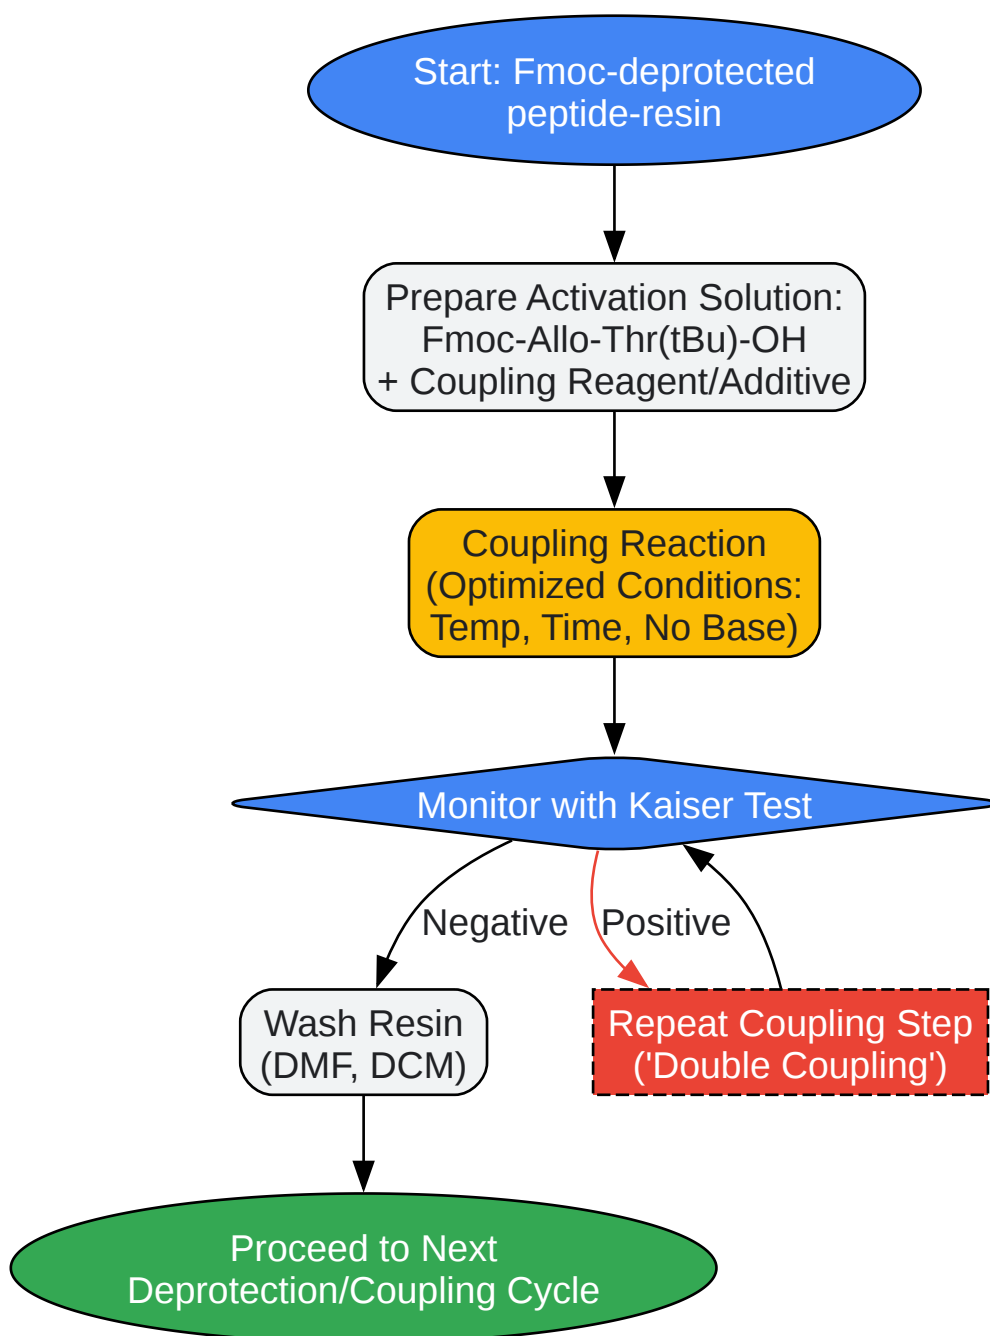 Start: Fmoc-deprotected
peptide-resin
Prepare Activation Solution:
Fmoc-Allo-Thr(tBu)-OH
+ Coupling Reagent/Additive
Coupling Reaction
(Optimized Conditions:
Temp, Time, No Base)
Monitor with Kaiser Test
Negative
Positive
Wash Resin
(DMF, DCM)
Repeat Coupling Step
('Double Coupling')
Proceed to Next
Deprotection/Coupling Cycle